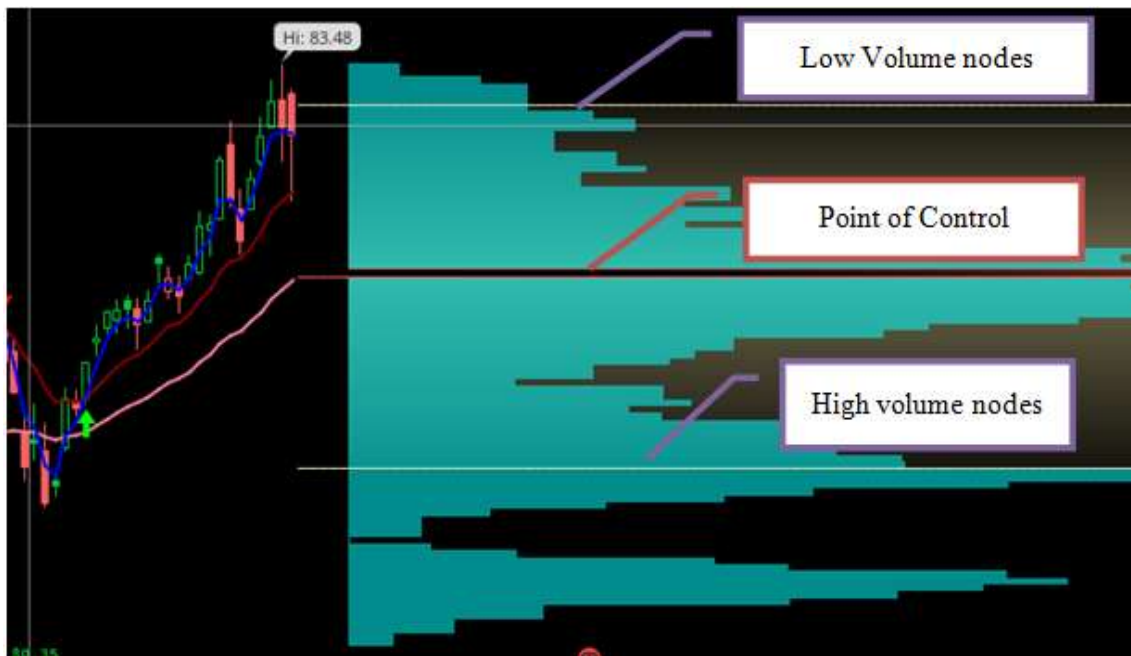 Hi: 83.48
Low Volume nodes
Point of Control
High volume nodes